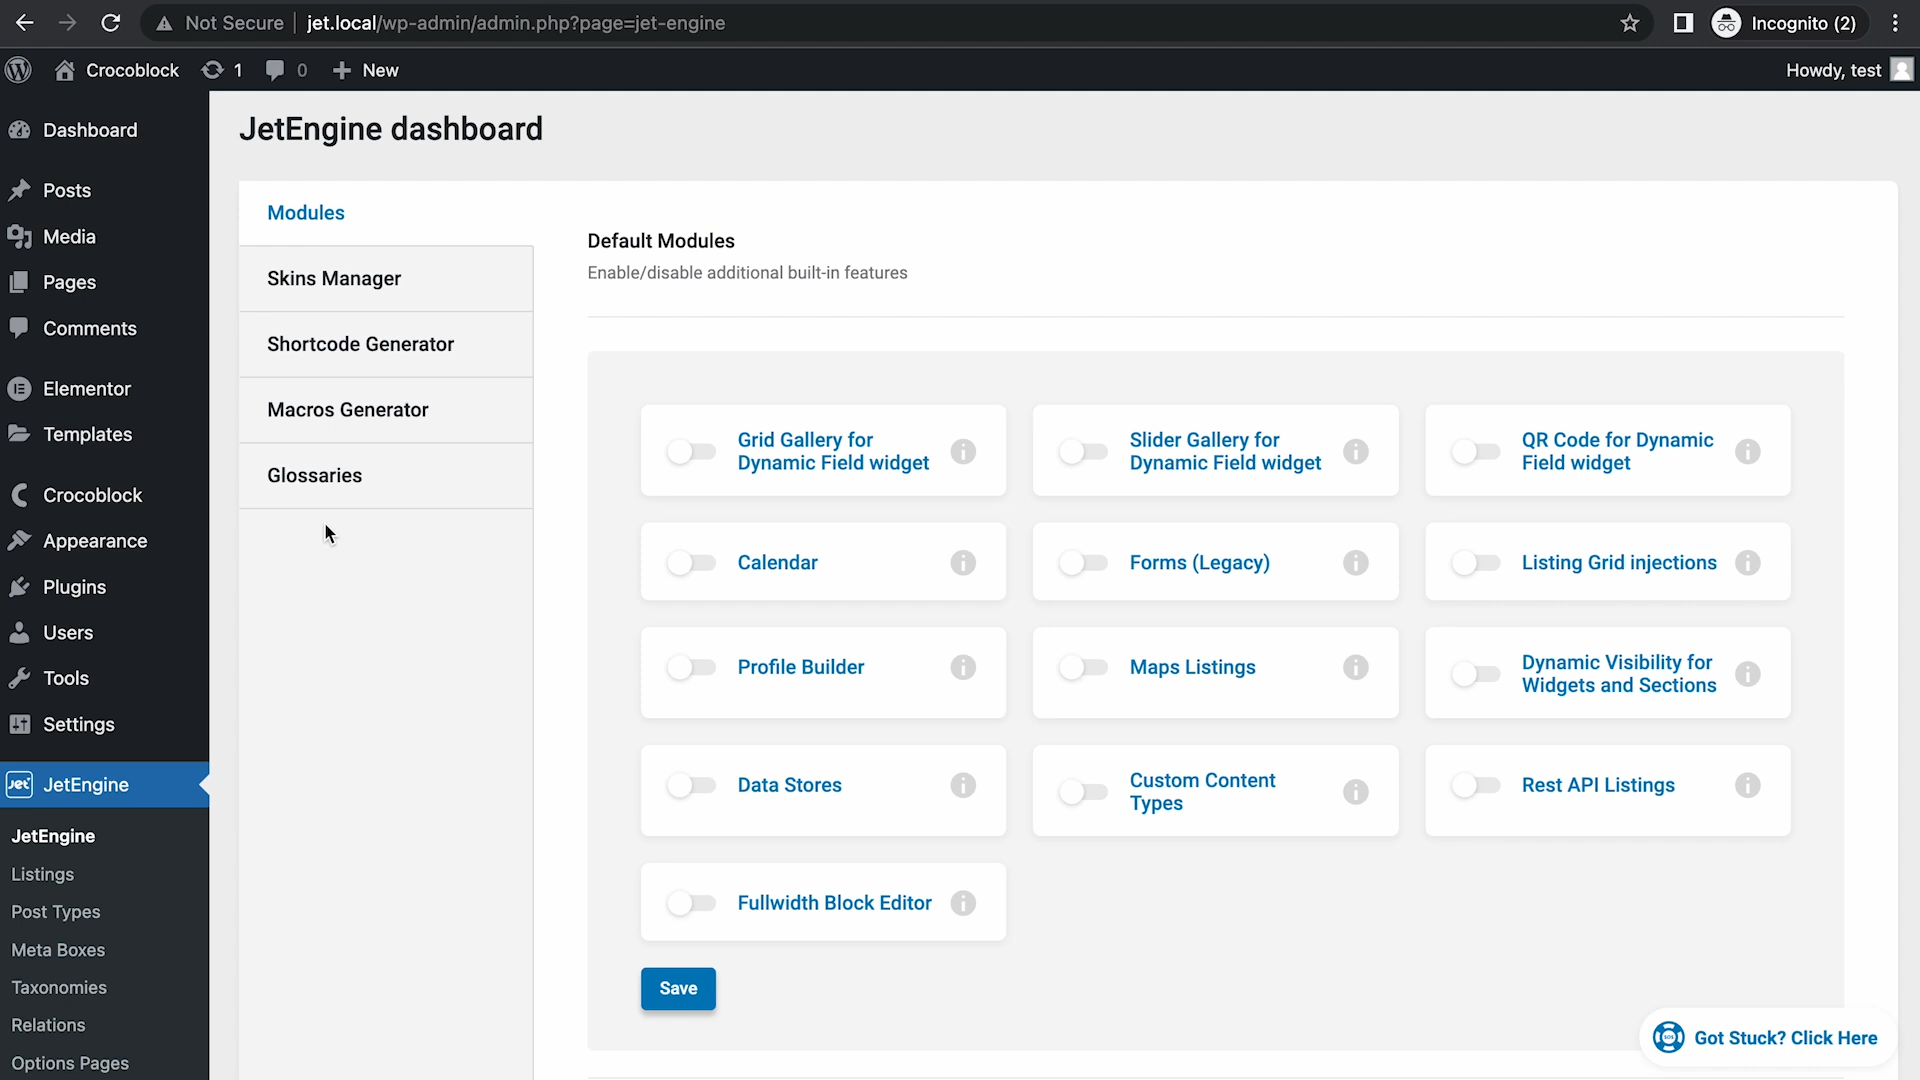 Not Secure | jet.local/wp-admin/admin.php?page=jet-engine
Incognito (2)
Crocoblock
1
0
New
Howdy, test
Dashboard
Posts
Media
Pages
Comments
Elementor
Templates
Crocoblock
Appearance
Plugins
Users
Tools
Settings
Jet
JetEngine
JetEngine
Listings
Post Types
Meta Boxes
Taxonomies
Relations
Options Pages
JetEngine dashboard
Modules
Skins Manager
Shortcode Generator
Macros Generator
Glossaries
Default Modules
Enable/disable additional built-in features
Grid Gallery for
Dynamic Field widget
Slider Gallery for
Dynamic Field widget
QR Code for Dynamic
Field widget
Calendar
Forms (Legacy)
Listing Grid injections
Profile Builder
Maps Listings
Dynamic Visibility for
Widgets and Sections
Data Stores
Custom Content
Types
Rest API Listings
Fullwidth Block Editor
Save
SOS
Got Stuck? Click Here